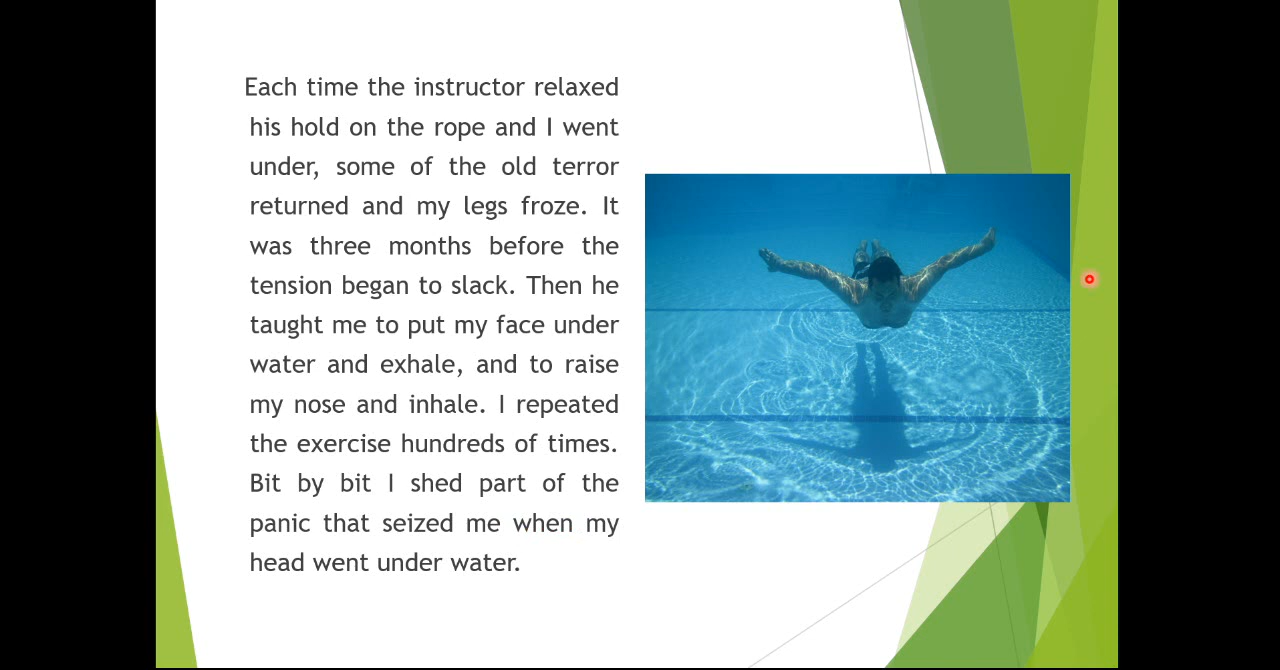 Each time the instructor relaxed
his hold on the rope and I went
under, some of the old terror
returned and my legs froze. It
was three months before the
tension began to slack. Then he
taught me to put my face under
water and exhale, and to raise
my nose and inhale. I repeated
the exercise hundreds of times.
Bit by bit I shed part of the
panic that seized me when my
head went under water.